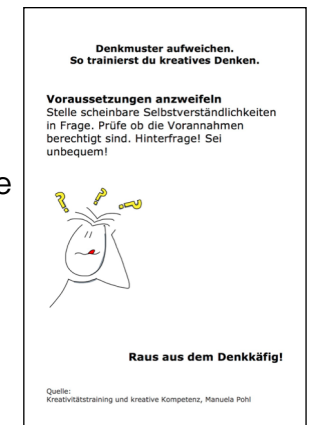 Denkmuster aufweichen.
So trainierst du kreatives Denken.
Voraussetzungen anzweifeln
Stelle scheinbare Selbstverständlichkeiten
in Frage. Prüfe ob die Vorannahmen
berechtigt sind. Hinterfrage! Sei
unbequem!
e
? ? ?
Raus aus dem Denkkäfig!
Quelle:
Kreativitätstraining und kreative Kompetenz, Manuela Pohl